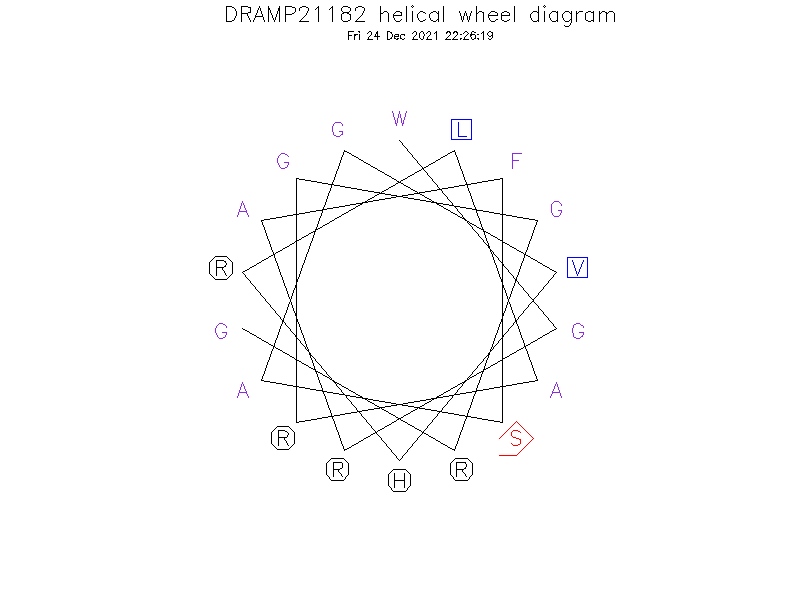 DRAMP21182 helical wheel diagram
Fri 24 Dec 2021 22:26:19
W
G L
G F
A G
R V
G G
A A
R S
R R
H